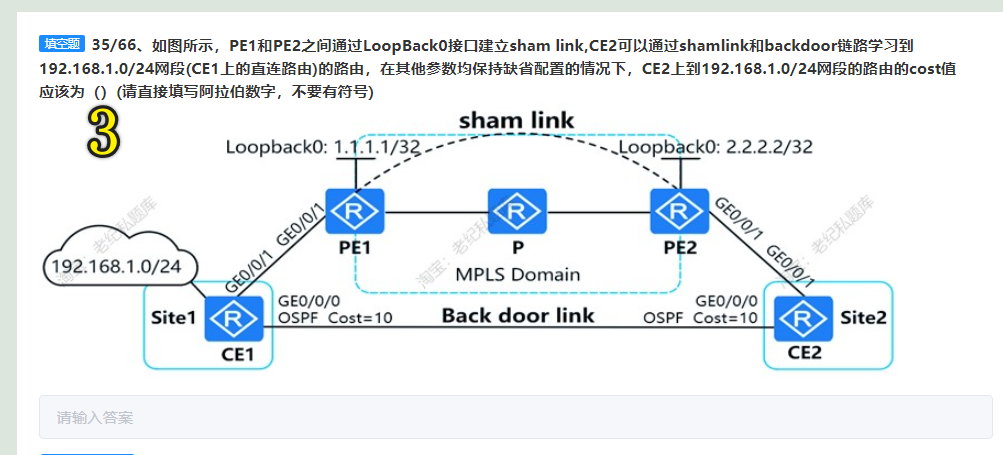 填空题 35/66、如图所示，PE1和PE2之间通过LoopBack0接口建立sham link,CE2可以通过shamlink和backdoor链路学习到
192.168.1.0/24网段(CE1上的直连路由)的路由，在其他参数均保持缺省配置的情况下，CE2上到192.168.1.0/24网段的路由的cost值
应该为（）(请直接填写阿拉伯数字，不要有符号)
3
sham link
Loopback0: 1.1.1.1/32
Loopback0: 2.2.2.2/32
淘宝：老纪私题库
淘宝：老纪私题库
淘宝：老纪私题库
R
R
R
GE0/0/1
GE0/0/1
PE1
P
PE2
192.168.1.0/24
GE0/0/1
GE0/0/1
MPLS Domain
Site1
R
GE0/0/0
OSPF Cost=10
Back door link
GE0/0/0
OSPF Cost=10
R
Site2
CE1
CE2
请输入答案